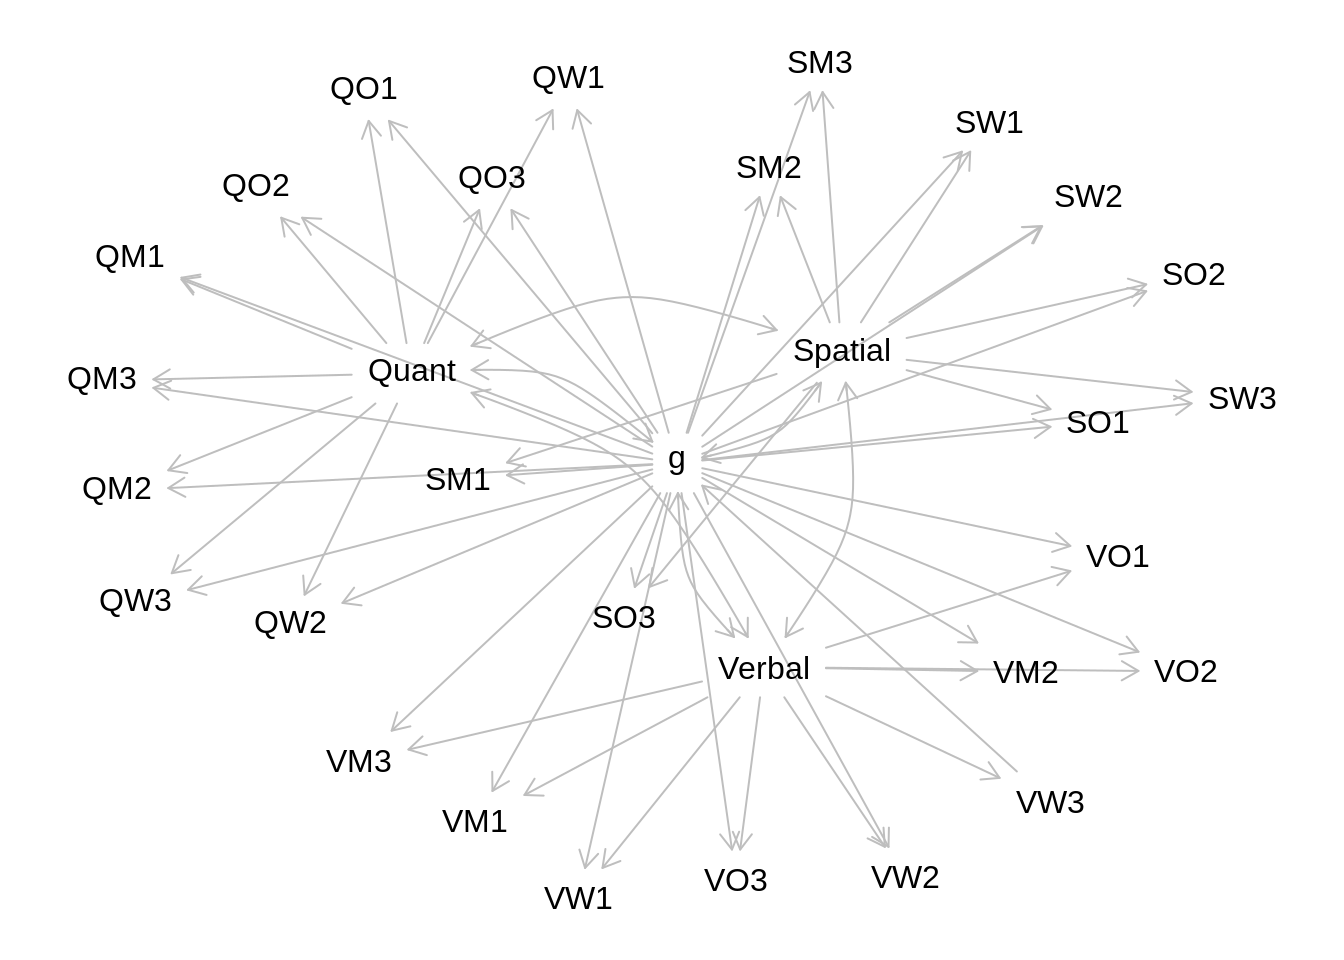 SM3
QW1
QO1
SW1
SM2
QO3
QO2
SW2
QM1
SO2
Spatial
Quant
QM3
SW3
SO1
g
SM1
QM2
VO1
QW3
SO3
QW2
Verbal
VM2
VO2
VM3
VW3
VM1
VW2
VO3
VW1